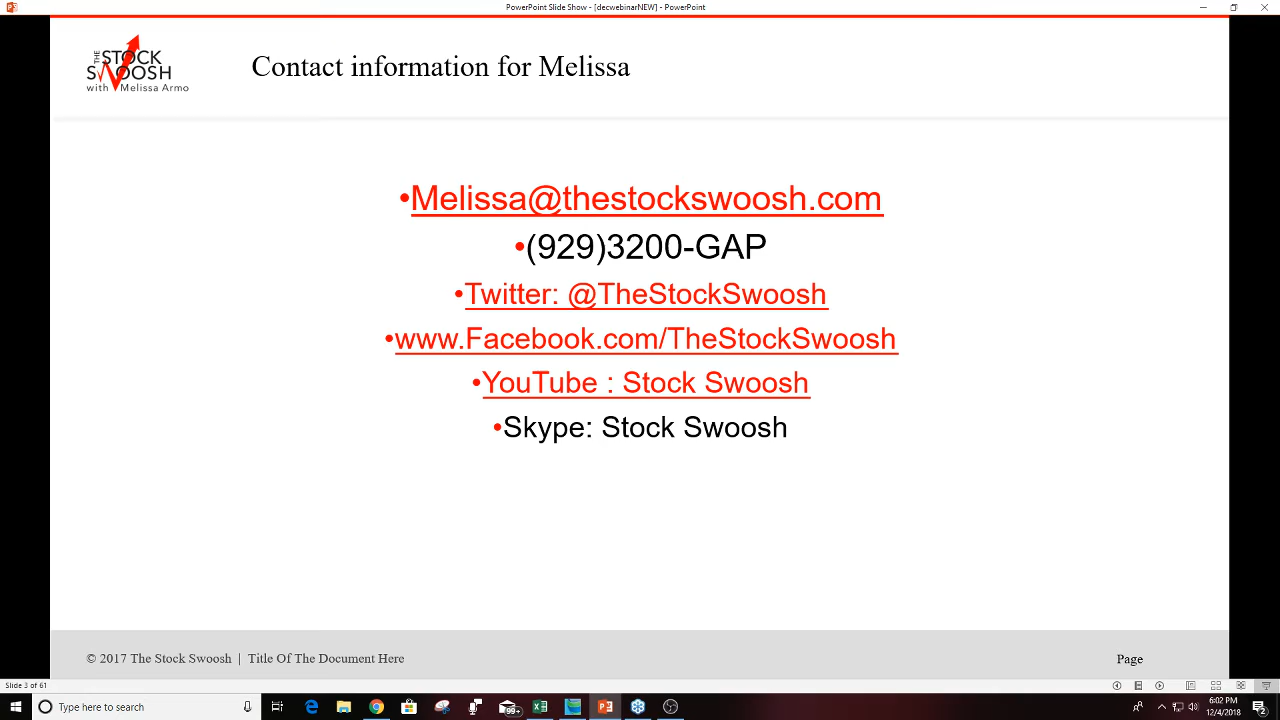 PowerPoint Slide Show - [decwebinarNEW] - PowerPoint
THE
STOCK
SWOOSH
with Melissa Armo
Contact information for Melissa
•Melissa@thestockswoosh.com
•(929)3200-GAP
•Twitter: @TheStockSwoosh
•www.Facebook.com/TheStockSwoosh
•YouTube : Stock Swoosh
•Skype: Stock Swoosh
© 2017 The Stock Swoosh | Title Of The Document Here
Page
Slide 3 of 61
Type here to search
99+
6:02 PM
12/4/2018